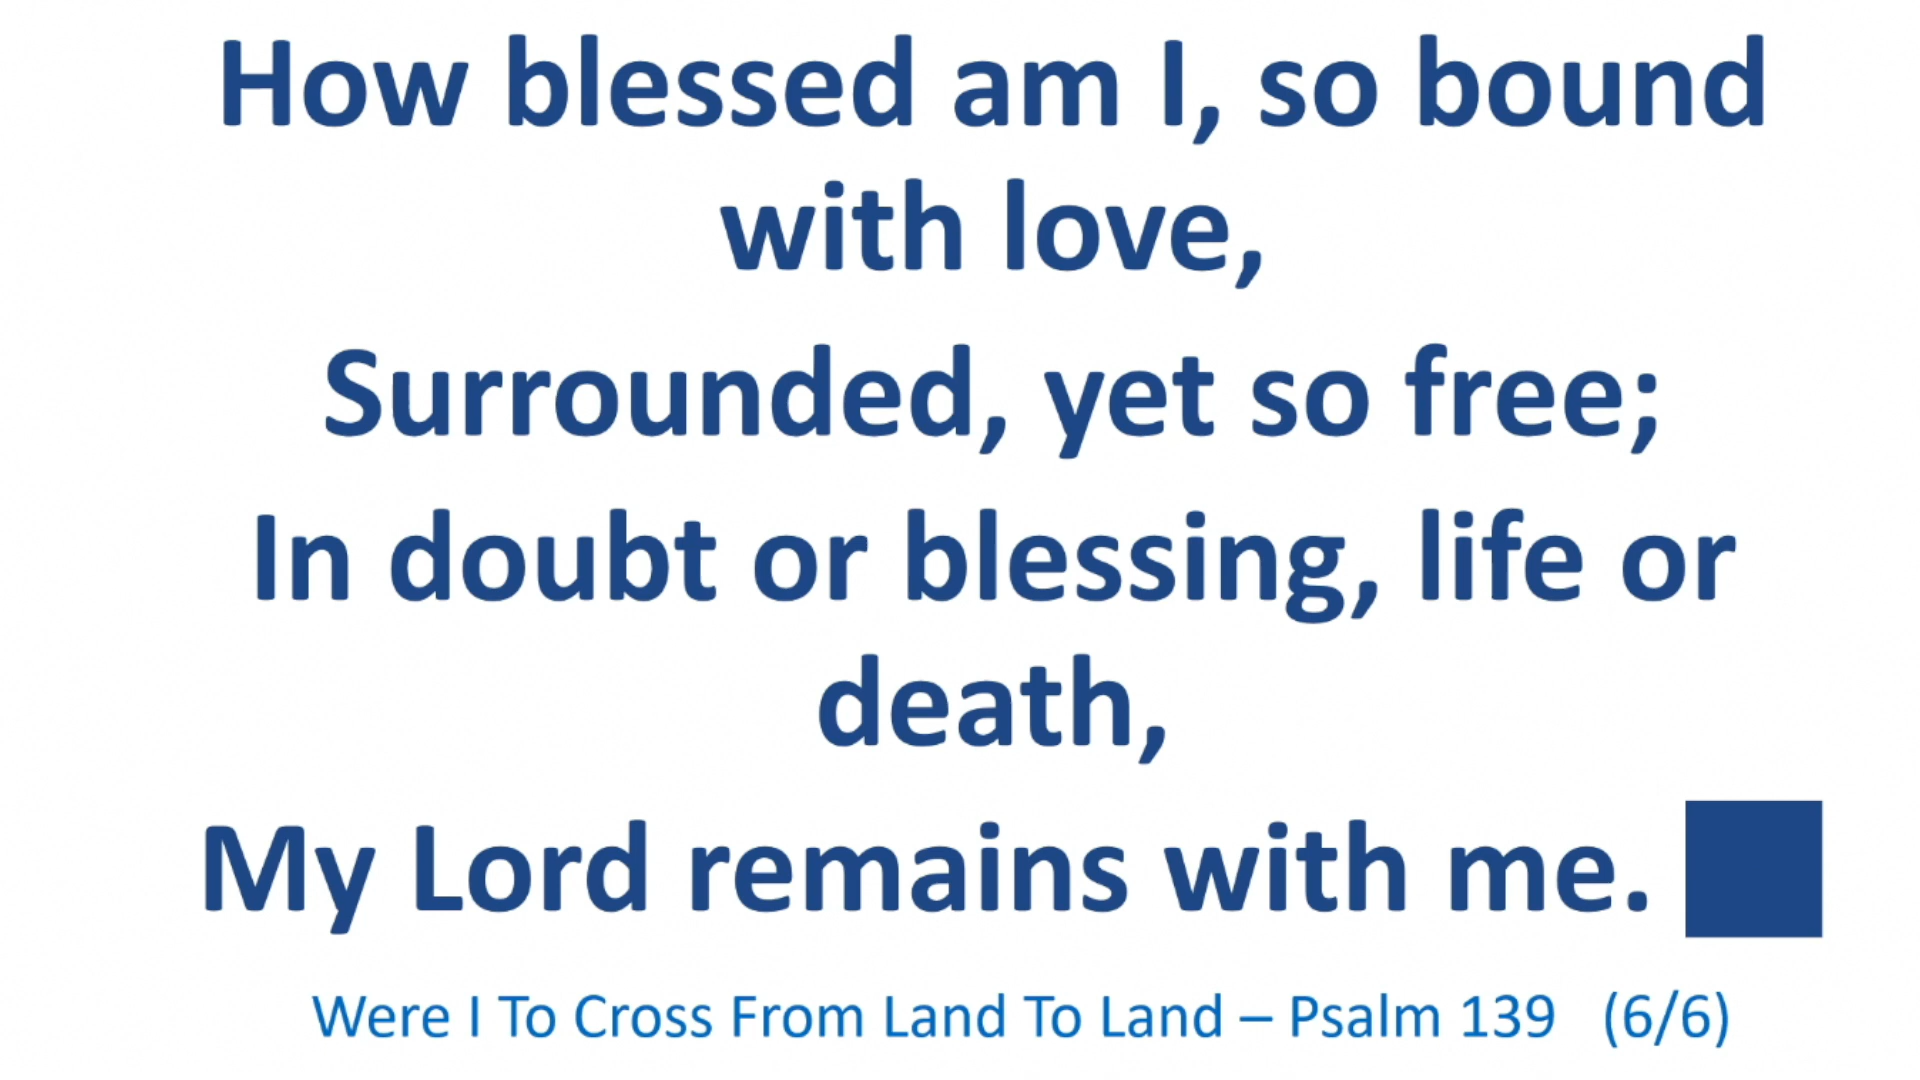 How blessed am I, so bound
with love,
Surrounded, yet so free;
In doubt or blessing, life or
death,
My Lord remains with me.
Were I To Cross From Land To Land – Psalm 139 (6/6)